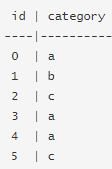 id | category
----|----------
0 | a
1 | b
2 | c
3 | a
4 | a
5 | c